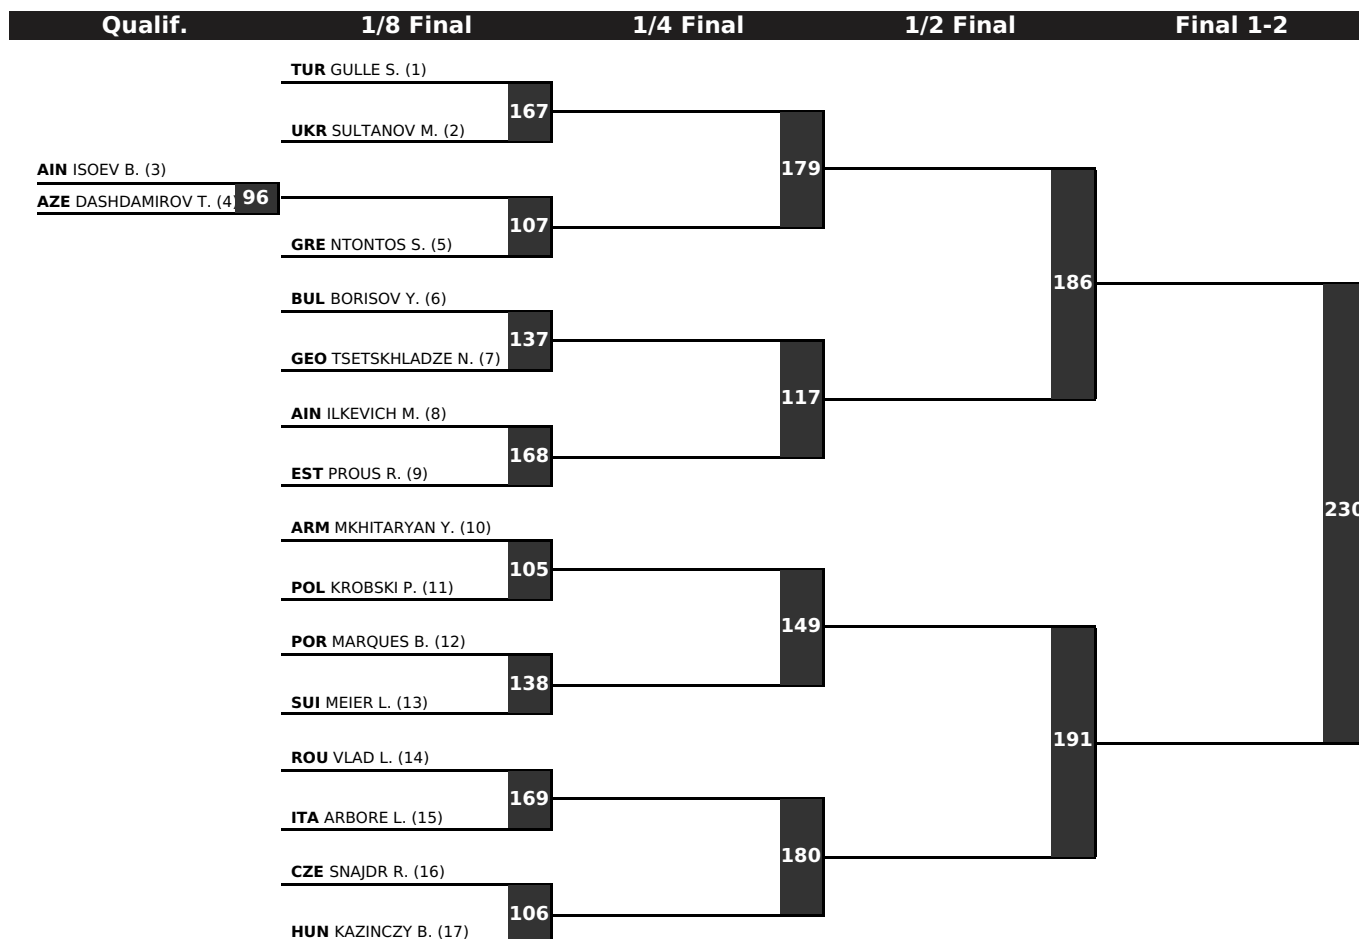 Qualif. 1/8 Final 1/4 Final 1/2 Final Final 1-2
TUR GULLE S. (1)
167
UKR SULTANOV M. (2)
AIN ISOEV B. (3)
179
AZE DASHDAMIROV T. (4) 96
107
GRE NTONTOS S. (5)
186
BUL BORISOV Y. (6)
137
GEO TSETSKHLADZE N. (7)
117
AIN ILKEVICH M. (8)
168
EST PROUS R. (9)
230
ARM MKHITARYAN Y. (10)
105
POL KROBSKI P. (11)
149
POR MARQUES B. (12)
138
SUI MEIER L. (13)
191
ROU VLAD L. (14)
169
ITA ARBORE L. (15)
180
CZE SNAJDR R. (16)
106
HUN KAZINCZY B. (17)